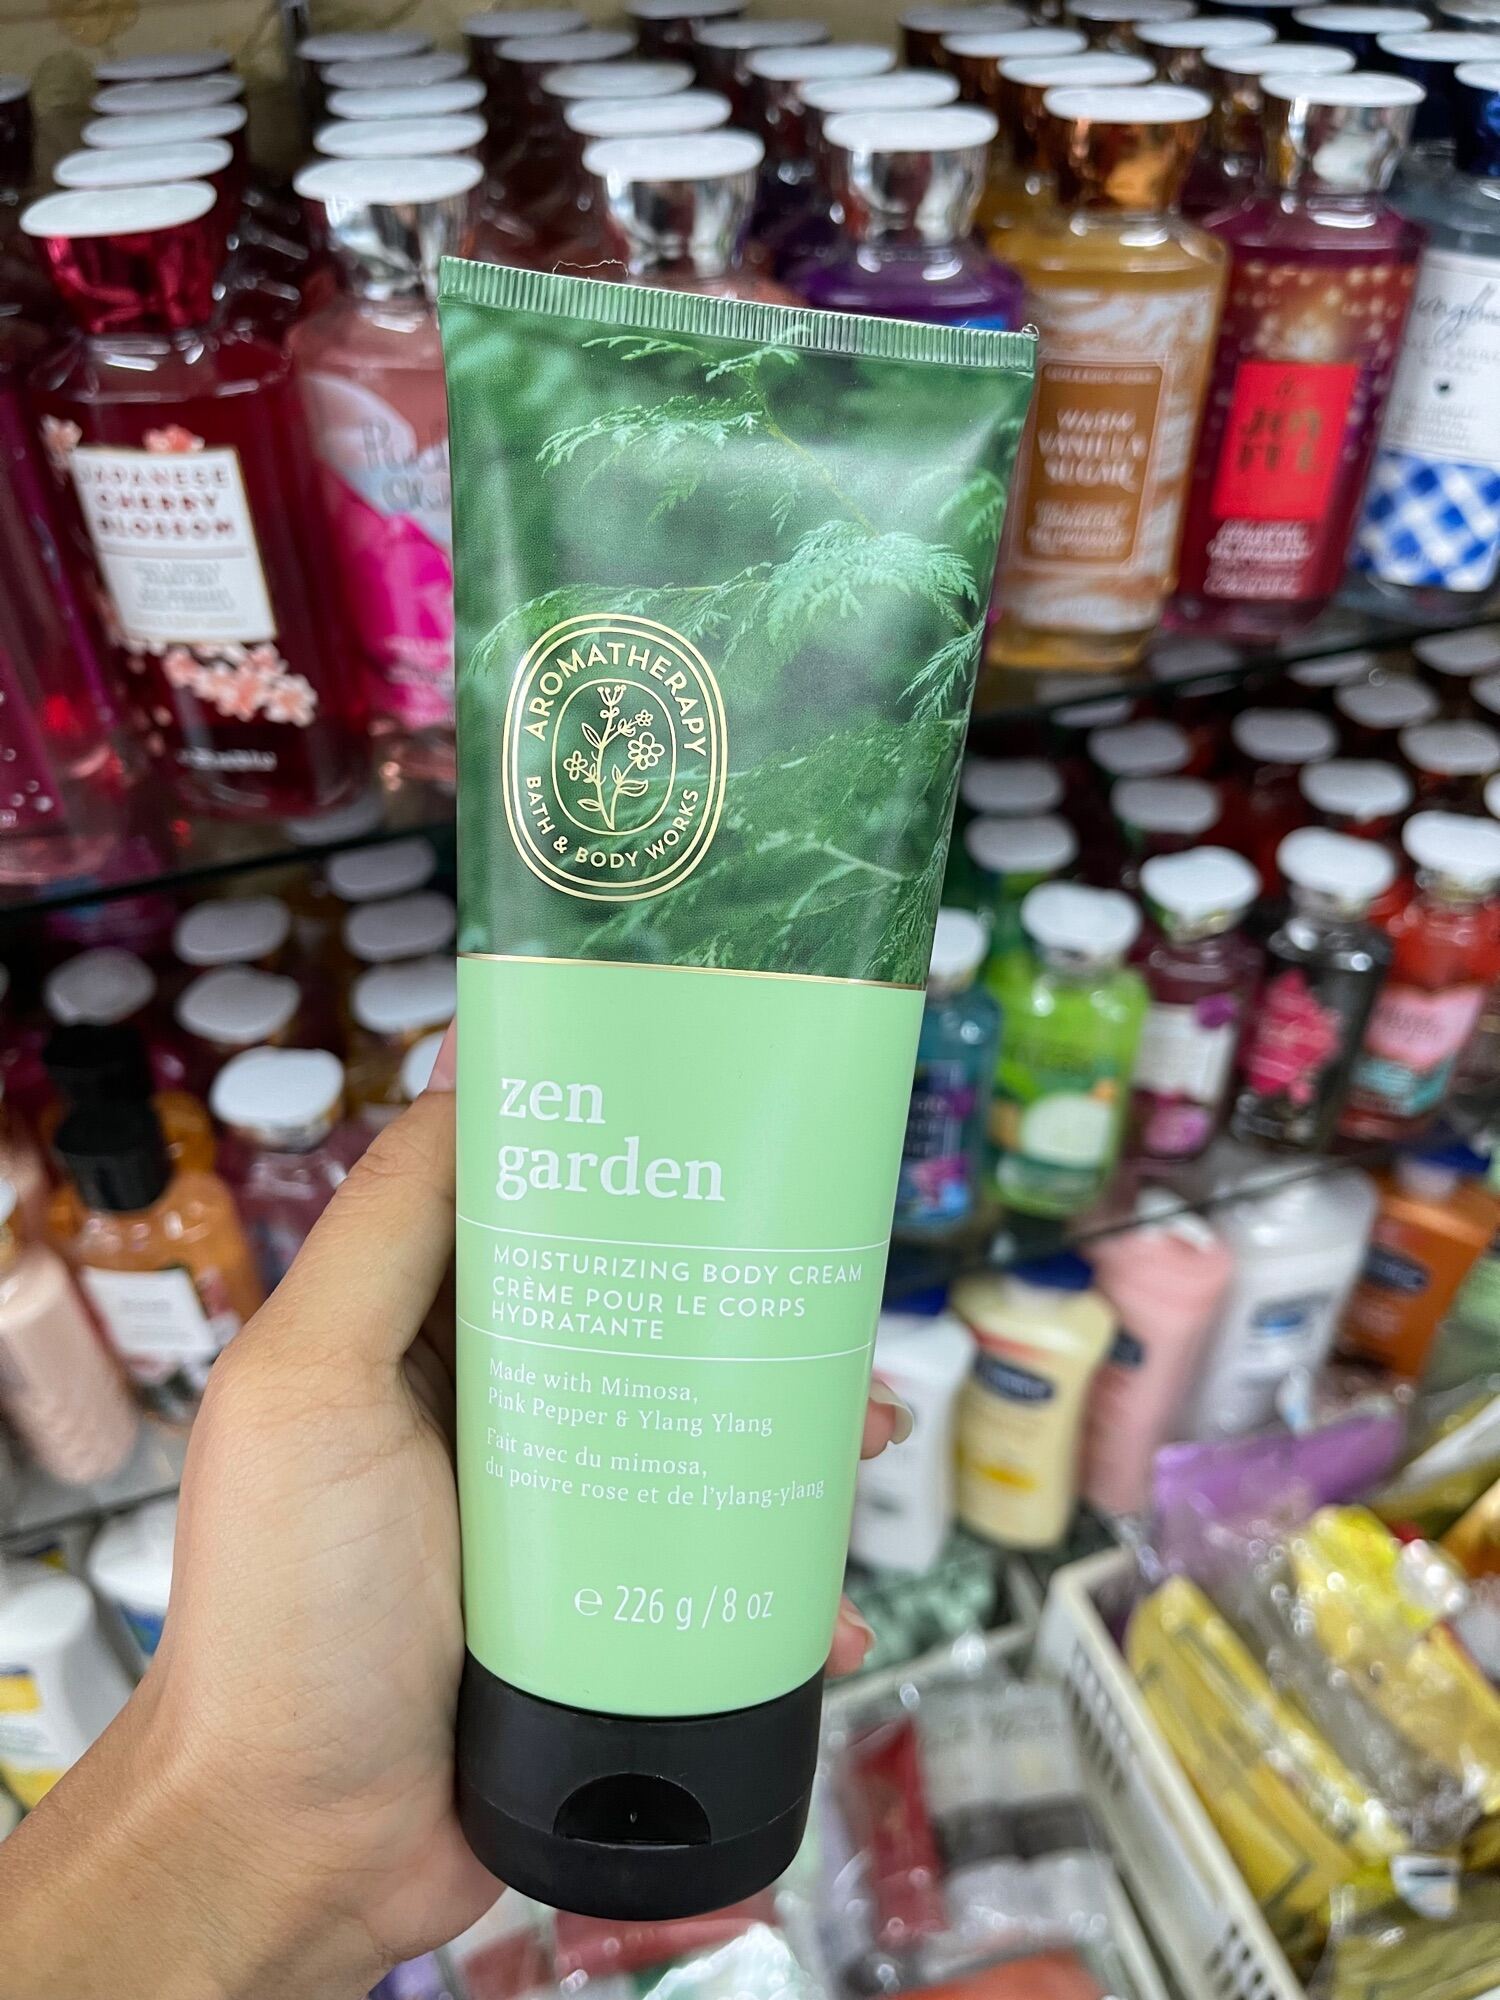 AROMATHERAPY
BATH & BODY WORKS
zen
garden
MOISTURIZING BODY CREAM
CRÈME POUR LE CORPS
HYDRATANTE
Made with Mimosa,
Pink Pepper & Ylang Ylang
Fait avec du mimosa,
du poivre rose et de l'ylang-ylang
℮ 226 g / 8 oz
JAPANESE
CHERRY
BLOSSOM
WARM
VANILLA
SUGAR